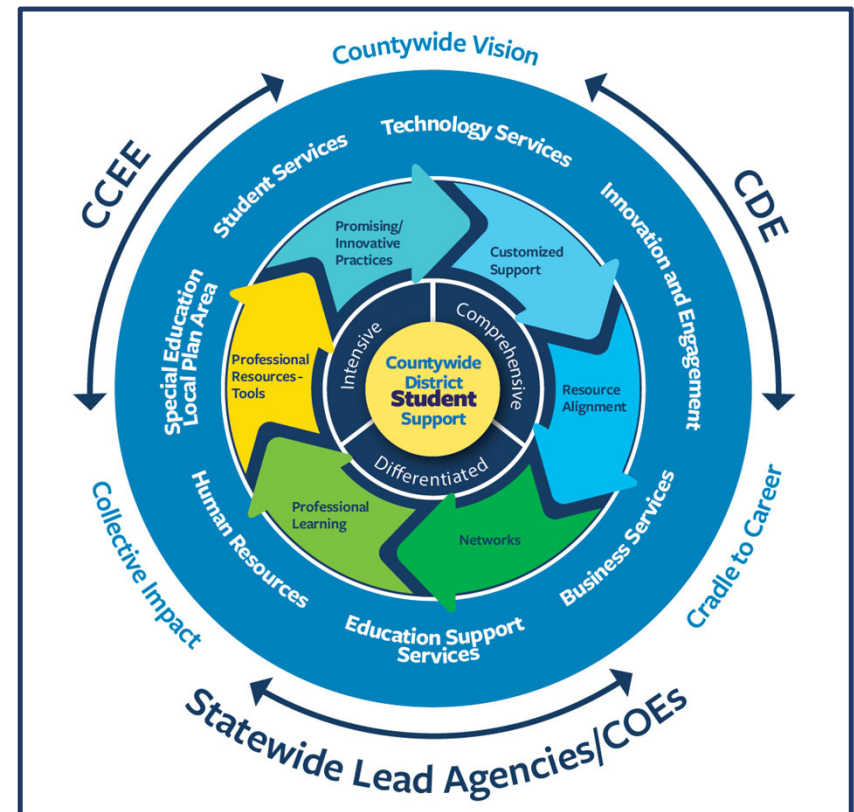 Countywide Vision
CCEE
CDE
Collective Impact
Cradle to Career
Statewide Lead Agencies/COEs
Technology Services
Innovation and Engagement
Business Services
Education Support
Services
Human Resources
Special Education
Local Plan Area
Student Services
Promising/
Innovative
Practices
Customized
Support
Resource
Alignment
Networks
Professional
Learning
Professional
Resources-
Tools
Intensive
Comprehensive
Differentiated
Countywide
District
Student
Support